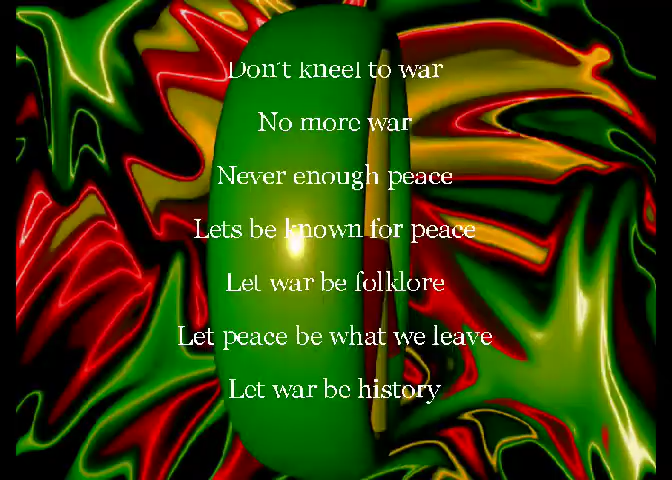 Don't kneel to war
No more war
Never enough peace
Lets be known for peace
Let war be folklore
Let peace be what we leave
Let war be history